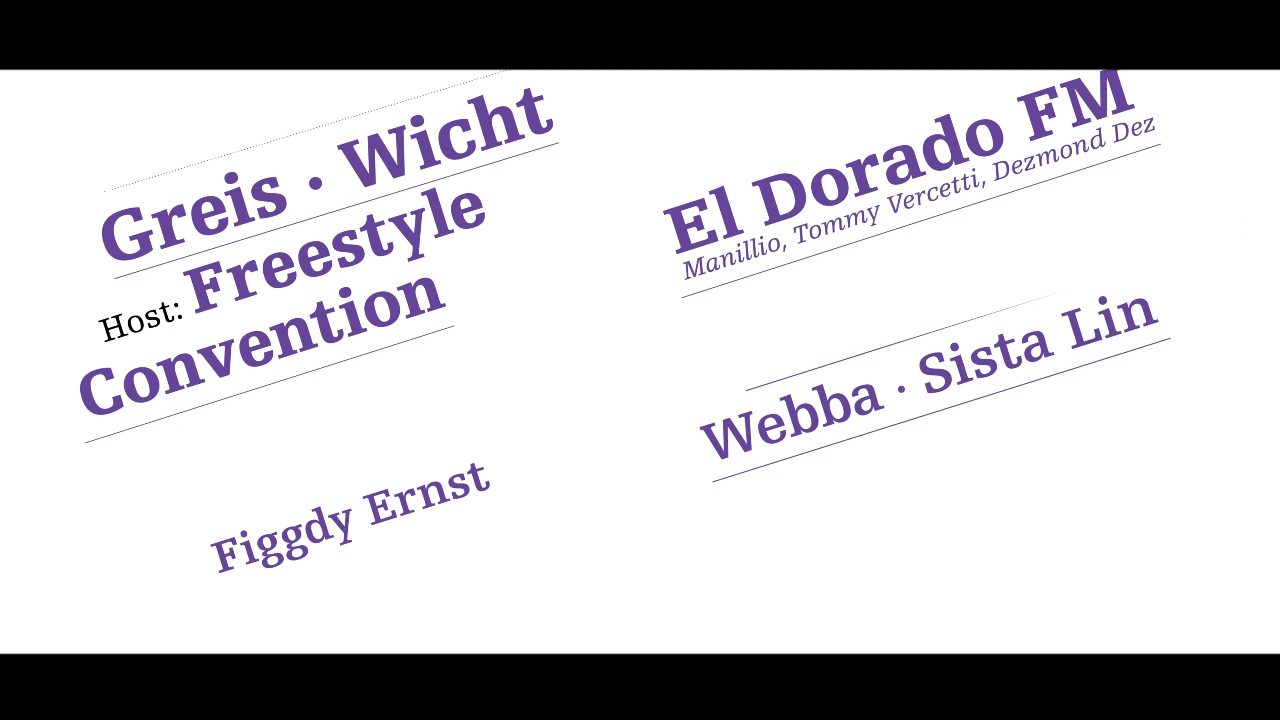 Greis · Wicht
Host: Freestyle
Convention
Figgdy Ernst
El Dorado FM
Manillio, Tommy Vercetti, Dezmond Dez
Webba · Sista Lin